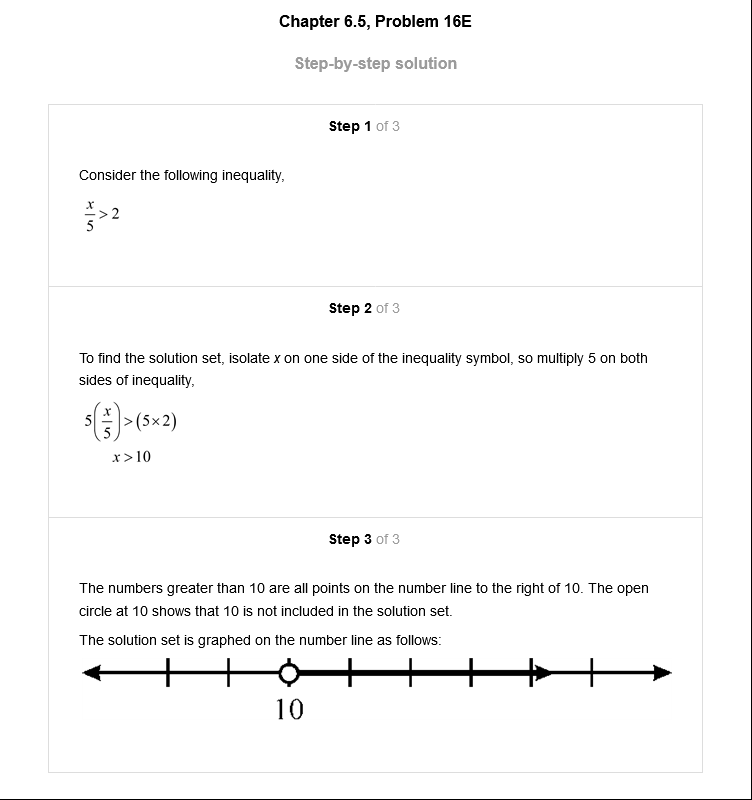 Chapter 6.5, Problem 16E
Step-by-step solution
Step 1 of 3
Consider the following inequality,
x/5 > 2
Step 2 of 3
To find the solution set, isolate x on one side of the inequality symbol, so multiply 5 on both
sides of inequality,
5(x/5) > (5×2)
x > 10
Step 3 of 3
The numbers greater than 10 are all points on the number line to the right of 10. The open
circle at 10 shows that 10 is not included in the solution set.
The solution set is graphed on the number line as follows:
10